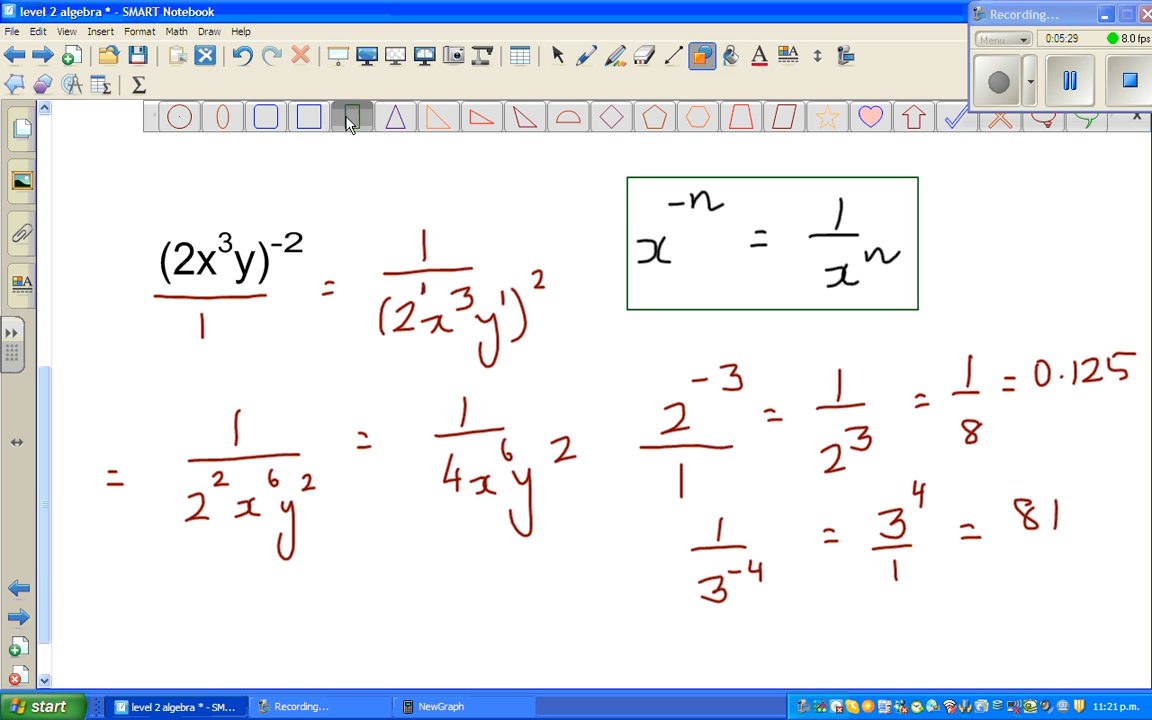 level 2 algebra * - SMART Notebook
File Edit View Insert Format Math Draw Help
Recording...
Menu
0:05:29
8.0 fps
(2x³y)⁻² / 1 = 1 / (2¹x³y¹)²
x⁻ⁿ = 1 / xⁿ
= 1 / 2²x⁶y² = 1 / 4x⁶y²
2⁻³ / 1 = 1 / 2³ = 1 / 8 = 0.125
1 / 3⁻⁴ = 3⁴ / 1 = 81
start
level 2 algebra * - SM...
Recording...
NewGraph
11:21 p.m.